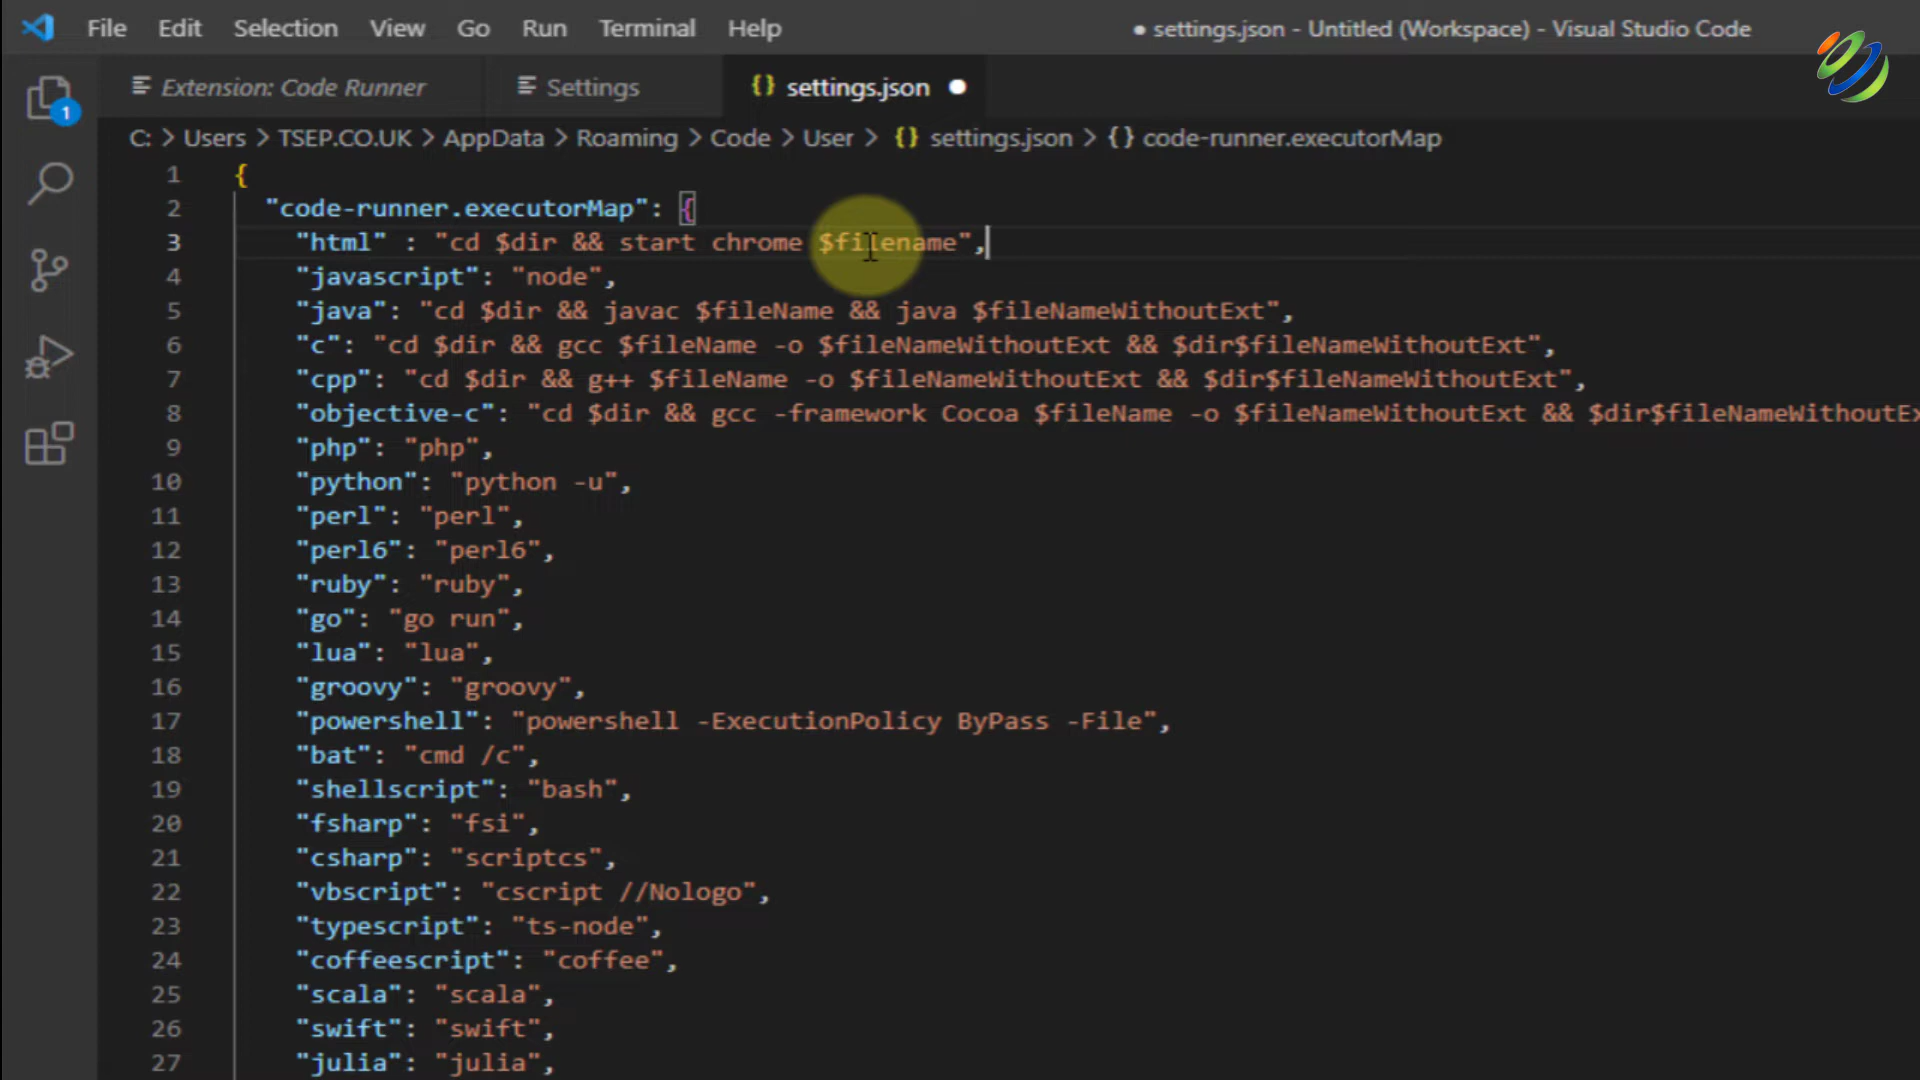 File Edit Selection View Go Run Terminal Help ● settings.json - Untitled (Workspace) - Visual Studio Code
Extension: Code Runner Settings {} settings.json ●
1
C: > Users > TSEP.CO.UK > AppData > Roaming > Code > User > {} settings.json > {} code-runner.executorMap
1 {
2 "code-runner.executorMap": {
3 "html" : "cd $dir && start chrome $filename",
4 "javascript": "node",
5 "java": "cd $dir && javac $fileName && java $fileNameWithoutExt",
6 "c": "cd $dir && gcc $fileName -o $fileNameWithoutExt && $dir$fileNameWithoutExt",
7 "cpp": "cd $dir && g++ $fileName -o $fileNameWithoutExt && $dir$fileNameWithoutExt",
8 "objective-c": "cd $dir && gcc -framework Cocoa $fileName -o $fileNameWithoutExt && $dir$fileNameWithoutEx
9 "php": "php",
10 "python": "python -u",
11 "perl": "perl",
12 "perl6": "perl6",
13 "ruby": "ruby",
14 "go": "go run",
15 "lua": "lua",
16 "groovy": "groovy",
17 "powershell": "powershell -ExecutionPolicy ByPass -File",
18 "bat": "cmd /c",
19 "shellscript": "bash",
20 "fsharp": "fsi",
21 "csharp": "scriptcs",
22 "vbscript": "cscript //Nologo",
23 "typescript": "ts-node",
24 "coffeescript": "coffee",
25 "scala": "scala",
26 "swift": "swift",
27 "julia": "julia",